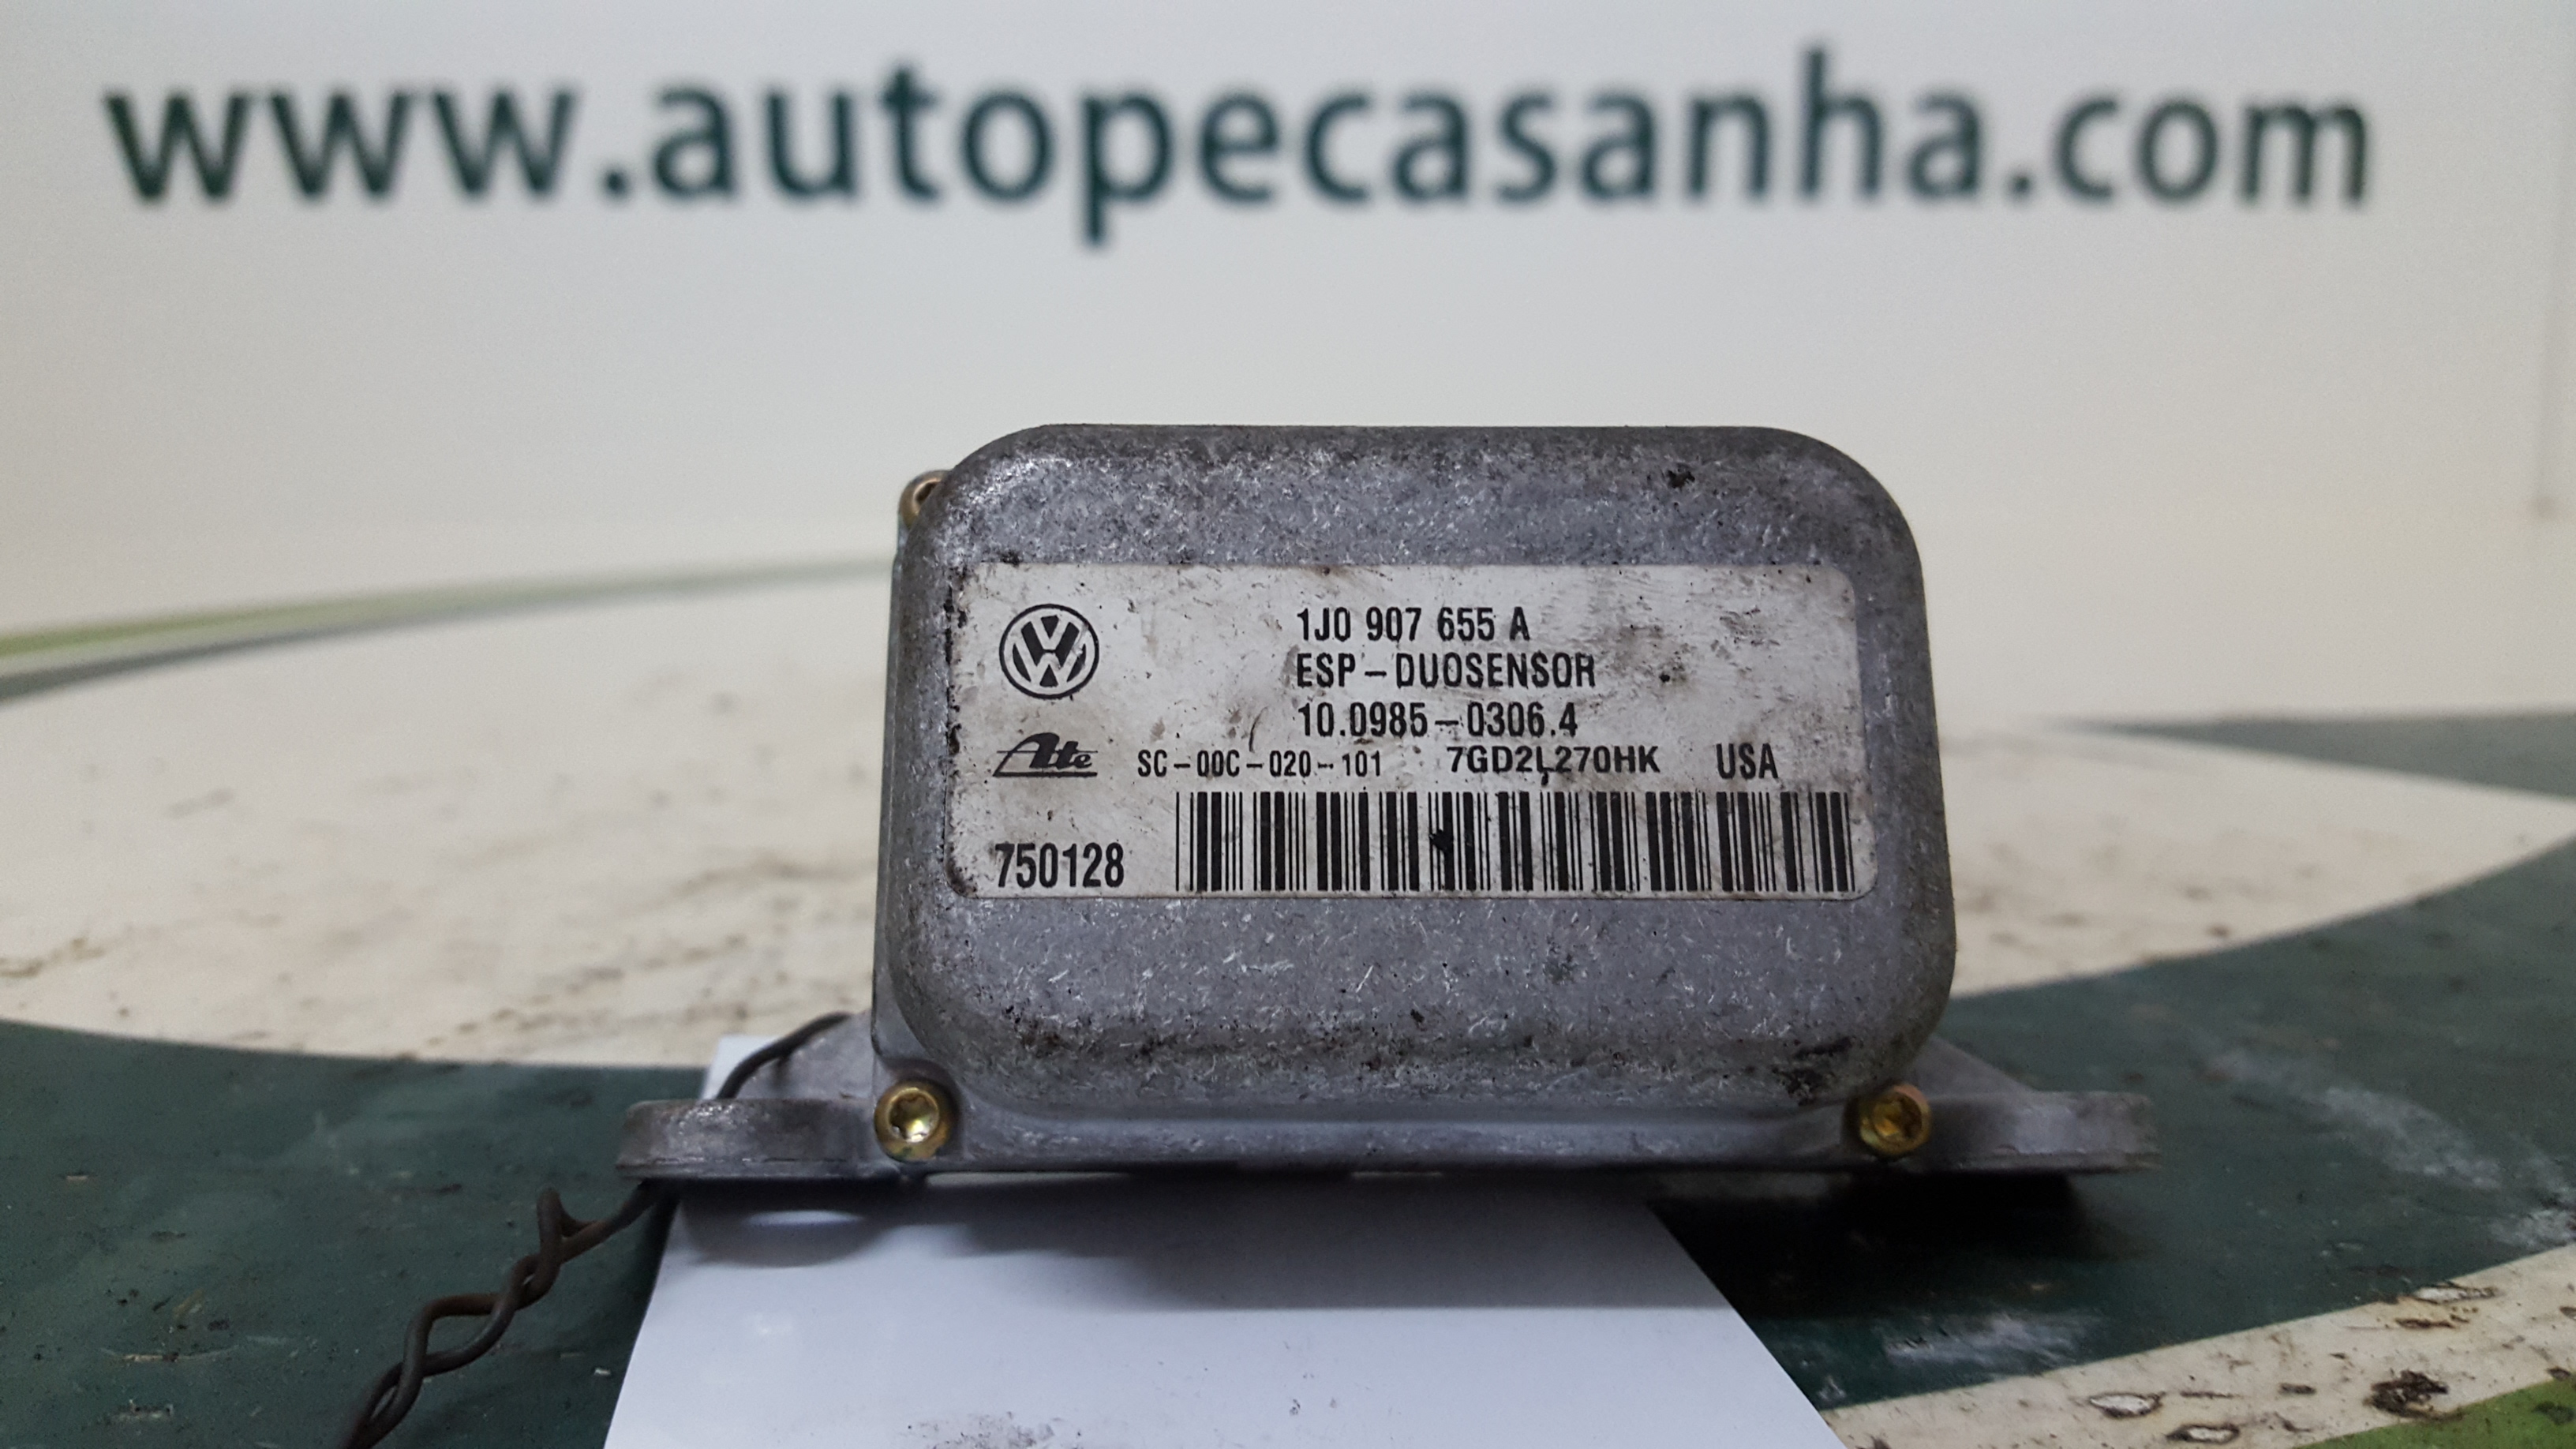 www.autopecasanha.com
1J0 907 655 A
ESP-DUOSENSOR
10.0985-0306.4
Ate SC-00C-020-101 7GD2L270HK USA
750128